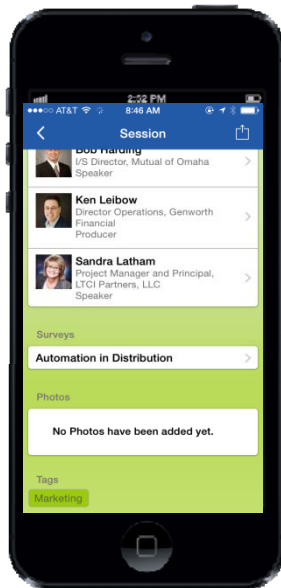 2:32 PM
AT&T 8:46 AM
Session
Bob Harding
I/S Director, Mutual of Omaha
Speaker
Ken Leibow
Director Operations, Genworth
Financial
Producer
Sandra Latham
Project Manager and Principal,
LTCI Partners, LLC
Speaker
Surveys
Automation in Distribution
Photos
No Photos have been added yet.
Tags
Marketing